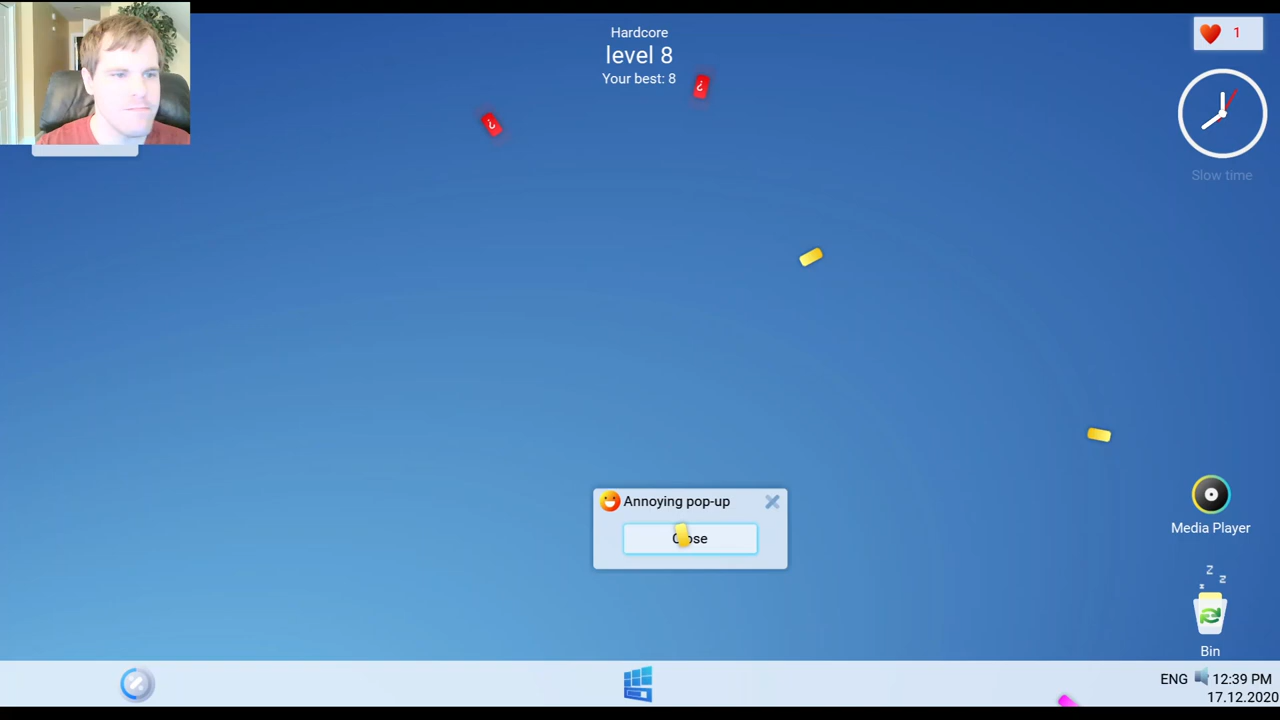 Hardcore
level 8
Your best: 8
1
?
?
Slow time
Annoying pop-up
Close
Media Player
z
z
z
Bin
ENG 12:39 PM
17.12.2020